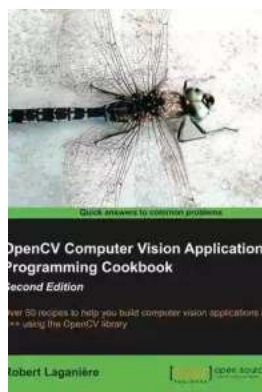 Quick answers to common problems
OpenCV Computer Vision Application
Programming Cookbook
Second Edition
Over 50 recipes to help you build computer vision applications
C++ using the OpenCV library
Robert Laganière
[ ] open source